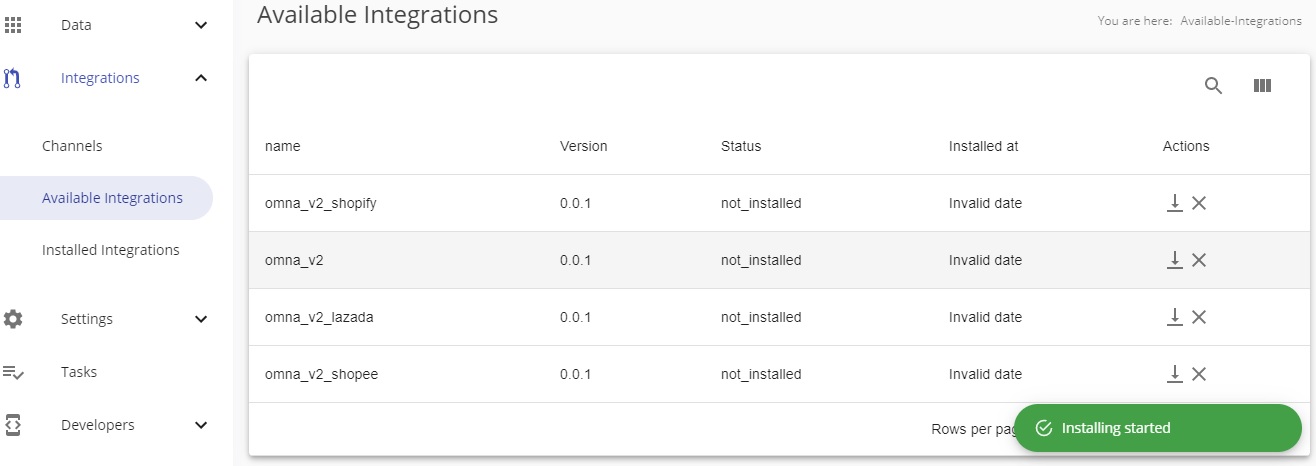 Available Integrations
You are here: Available-Integrations
Data
Integrations
Channels
Available Integrations
Installed Integrations
Settings
Tasks
Developers
name Version Status Installed at Actions
omna_v2_shopify 0.0.1 not_installed Invalid date
omna_v2 0.0.1 not_installed Invalid date
omna_v2_lazada 0.0.1 not_installed Invalid date
omna_v2_shopee 0.0.1 not_installed Invalid date
Rows per
Installing started